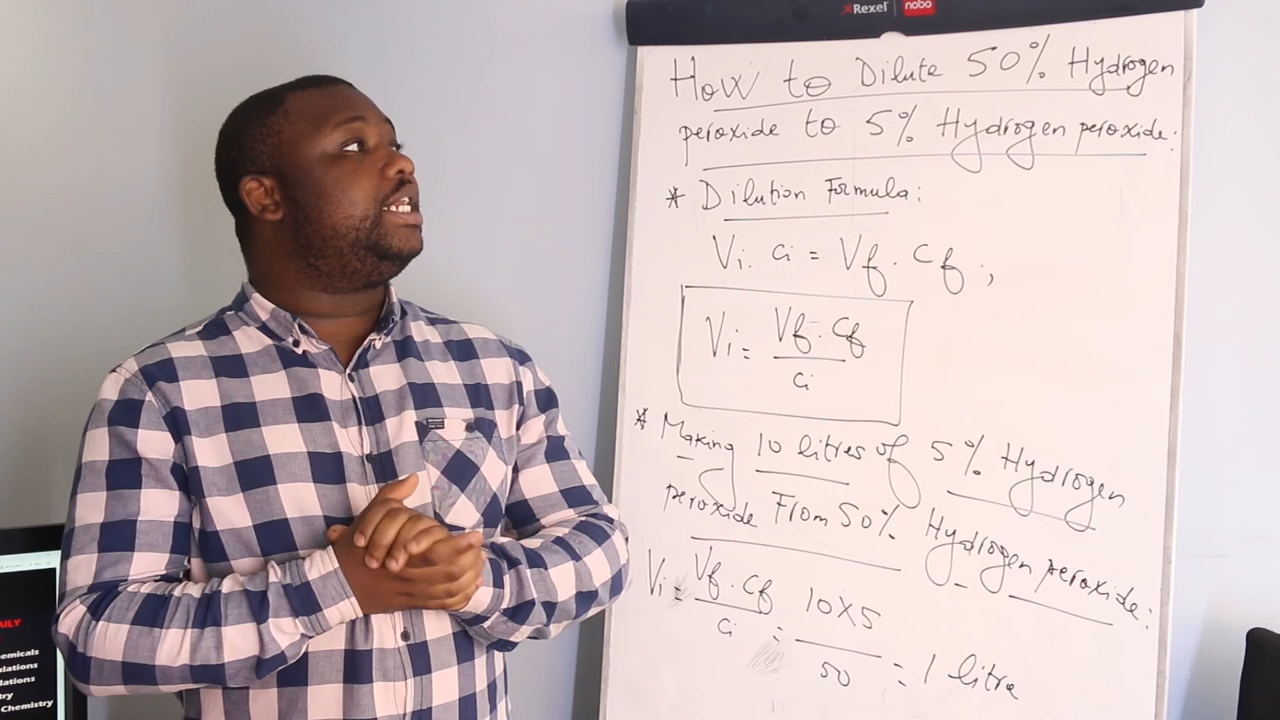 Rexel nobo
How to Dilute 50% Hydrogen
peroxide to 5% Hydrogen peroxide:
* Dilution Formula:
Vi. Ci = Vf. Cf ;
Vi = Vf. Cf
Ci
* Making 10 litres of 5% Hydrogen
peroxide From 50% Hydrogen peroxide:
Vi = Vf. Cf = 10X5 = 1 litre
Ci 50
ULY
emicals
lations
lations
try
Chemistry